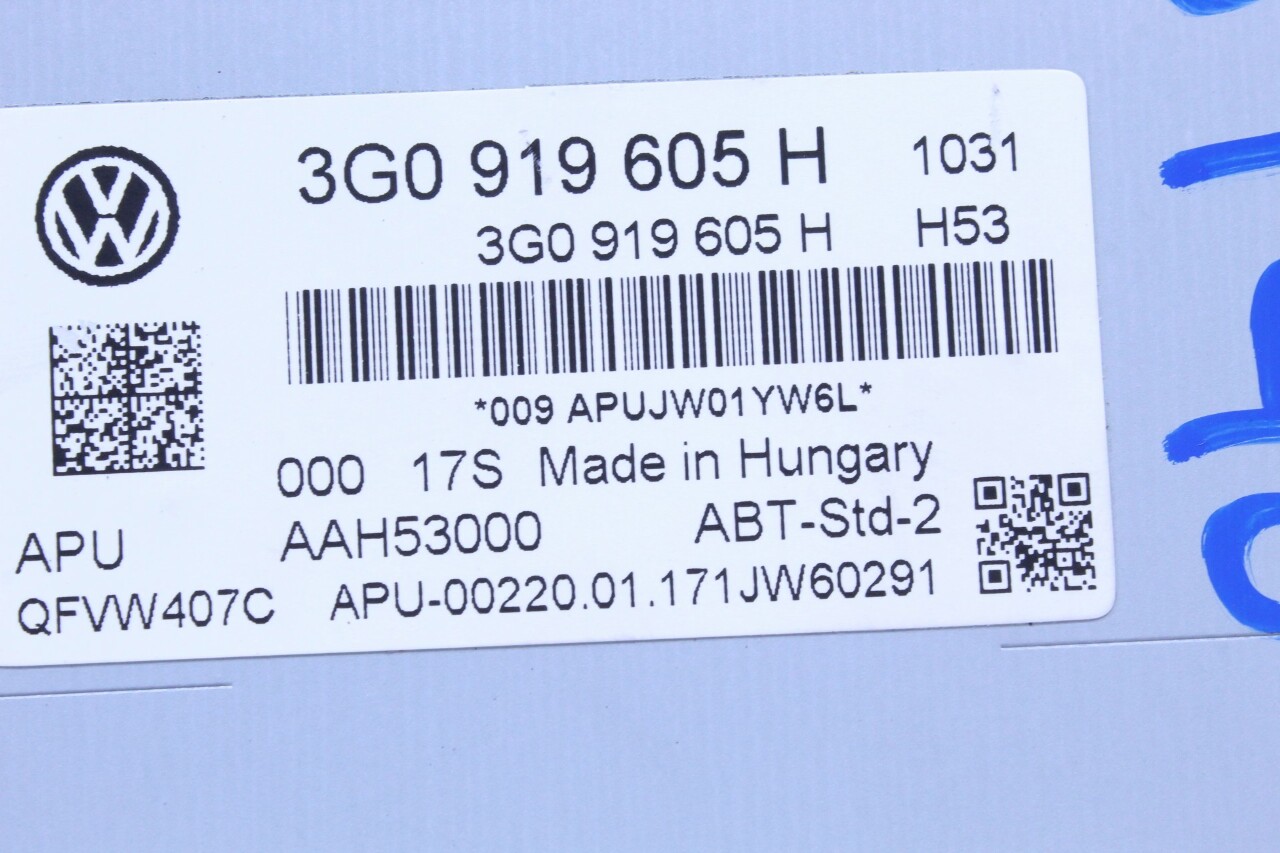 3G0 919 605 H 1031
3G0 919 605 H H53
*009 APUJW01YW6L*
000 17S Made in Hungary
APU AAH53000 ABT-Std-2
QFVW407C APU-00220.01.171JW60291